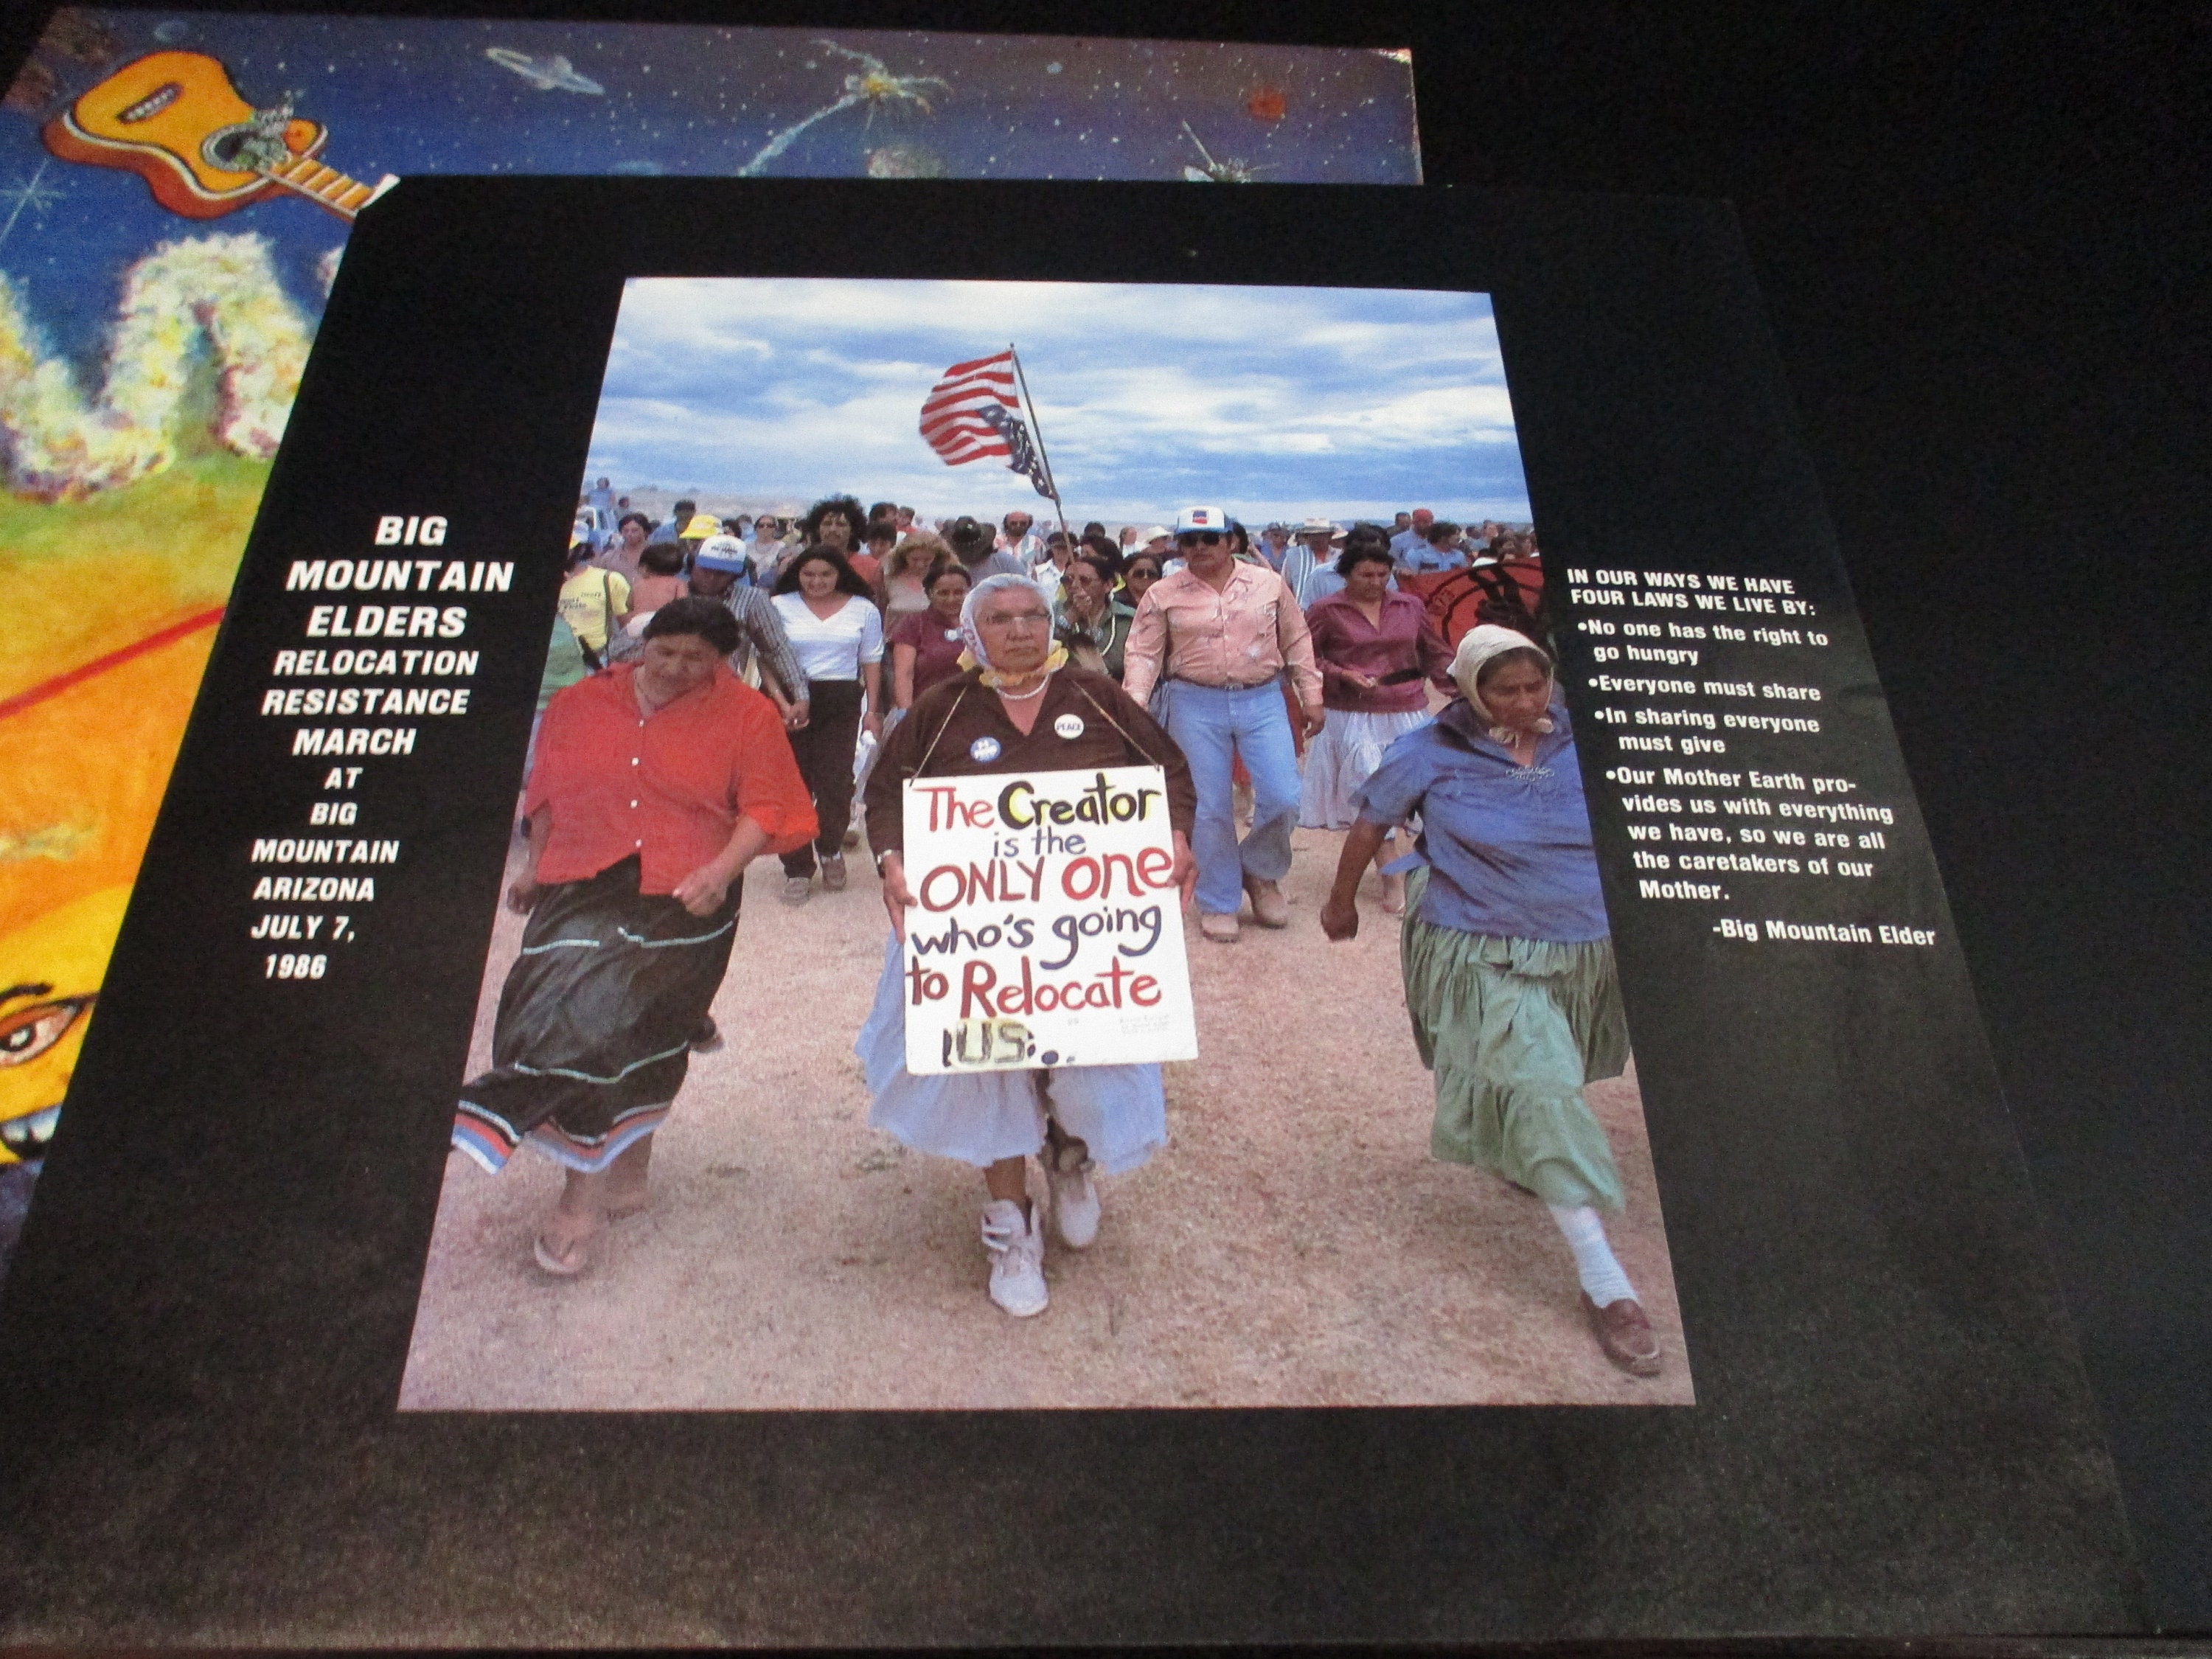 BIG
MOUNTAIN
ELDERS
RELOCATION
RESISTANCE
MARCH
AT
BIG
MOUNTAIN
ARIZONA
JULY 7,
1986
PEACE
The Creator
is the
ONLY one
who's going
to Relocate
US...
IN OUR WAYS WE HAVE
FOUR LAWS WE LIVE BY:
•No one has the right to
go hungry
•Everyone must share
•In sharing everyone
must give
•Our Mother Earth pro-
vides us with everything
we have, so we are all
the caretakers of our
Mother.
-Big Mountain Elder